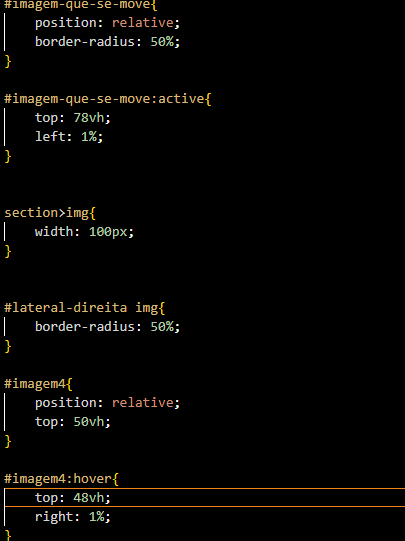 #imagem-que-se-move{
position: relative;
border-radius: 50%;
}
#imagem-que-se-move:active{
top: 78vh;
left: 1%;
}
section>img{
width: 100px;
}
#lateral-direita img{
border-radius: 50%;
}
#imagem4{
position: relative;
top: 50vh;
}
#imagem4:hover{
top: 48vh;
right: 1%;
}